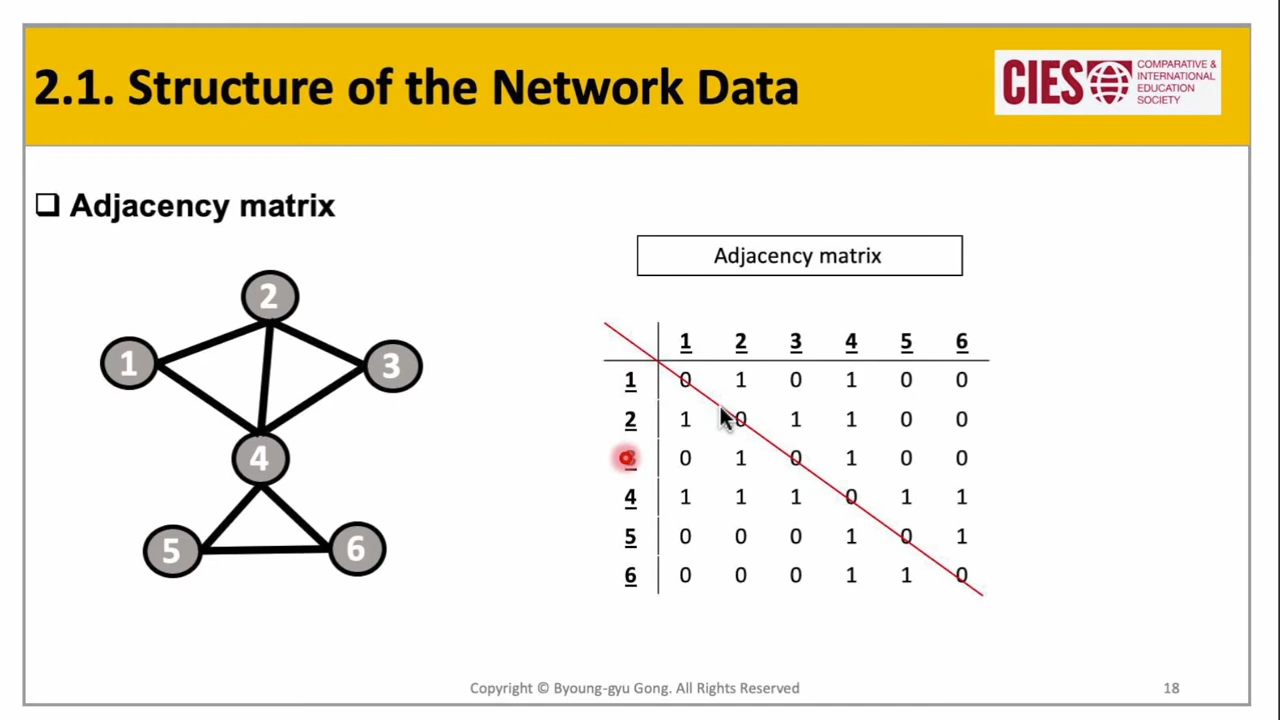 2.1. Structure of the Network Data
CIES
COMPARATIVE &
INTERNATIONAL
EDUCATION
SOCIETY
Adjacency matrix
2
1
3
4
5
6
Adjacency matrix
1 2 3 4 5 6
1 0 1 0 1 0 0
2 1 0 1 1 0 0
0 1 0 1 0 0
4 1 1 1 0 1 1
5 0 0 0 1 0 1
6 0 0 0 1 1 0
Copyright © Byoung-gyu Gong. All Rights Reserved
18